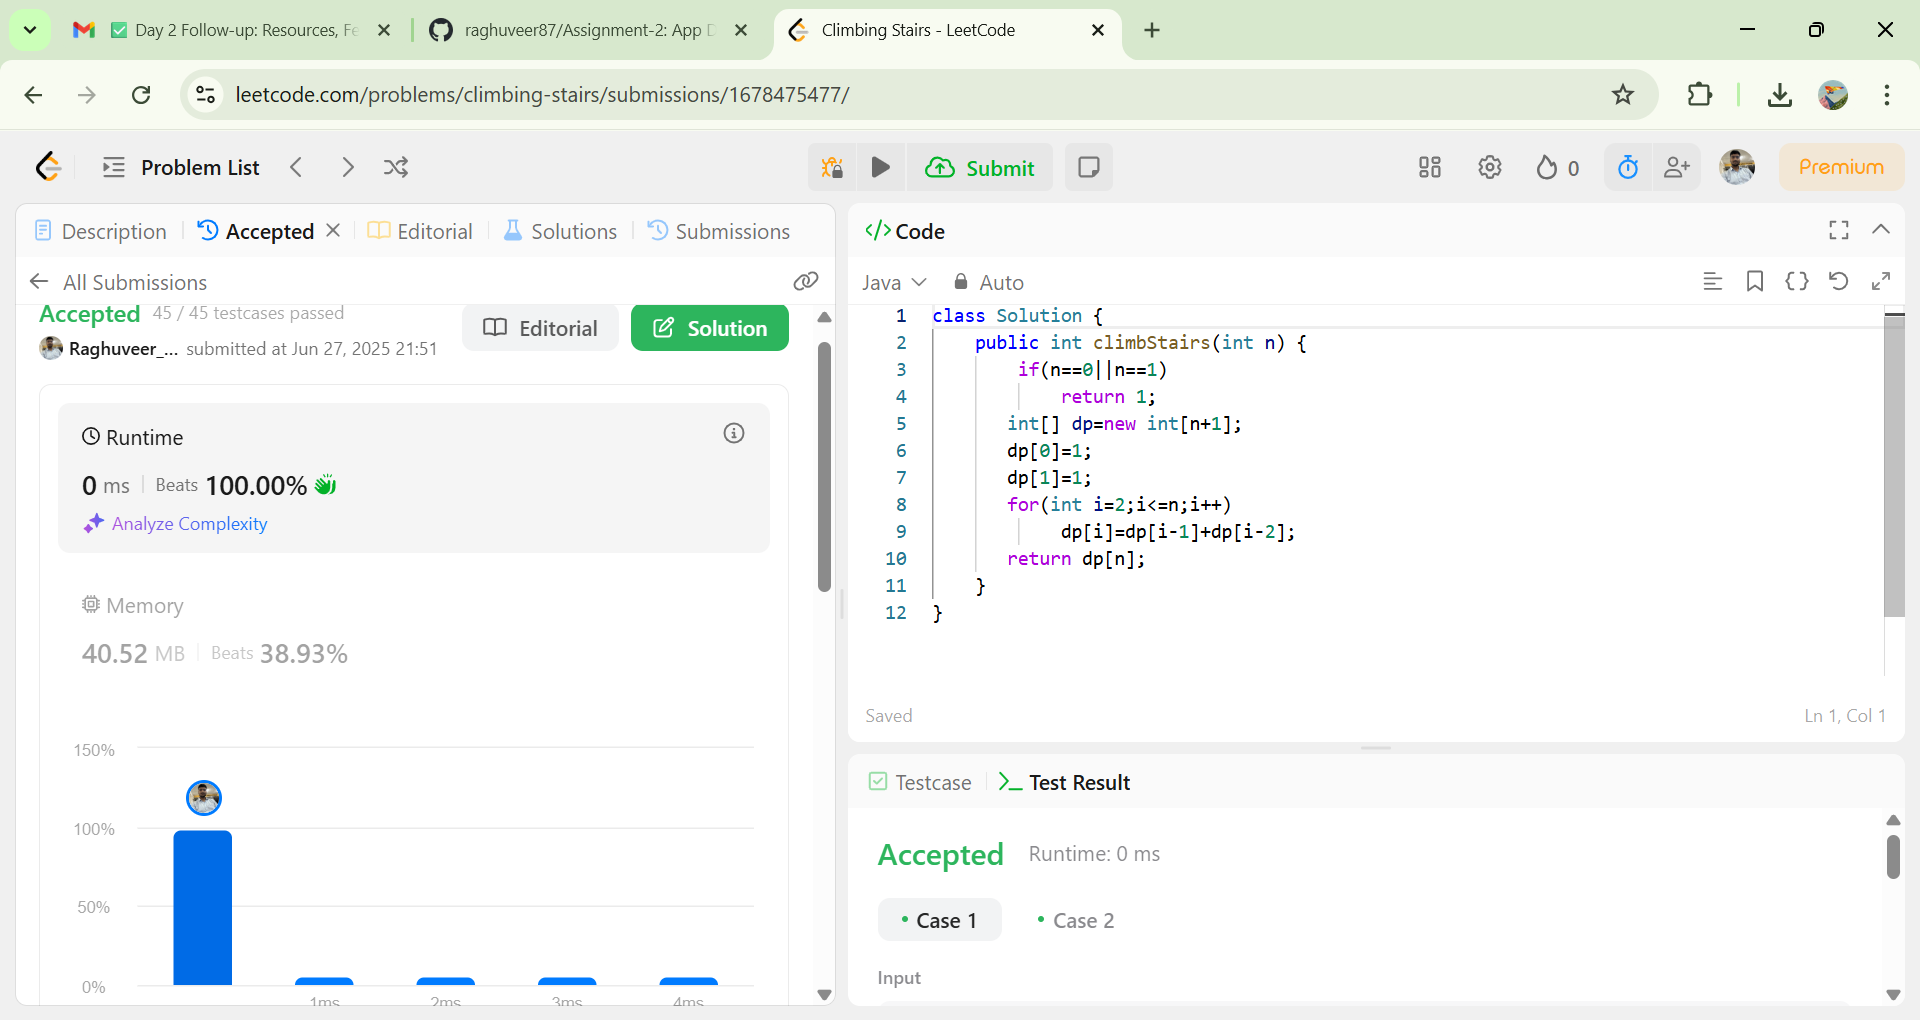 Day 2 Follow-up: Resources, Fe
raghuveer87/Assignment-2: App D
Climbing Stairs - LeetCode
leetcode.com/problems/climbing-stairs/submissions/1678475477/
Problem List
Submit
0
Premium
Description
Accepted
Editorial
Solutions
Submissions
All Submissions
Accepted 45 / 45 testcases passed
Raghuveer_... submitted at Jun 27, 2025 21:51
Editorial
Solution
Runtime
0 ms Beats 100.00%
Analyze Complexity
Memory
40.52 MB Beats 38.93%
150%
100%
50%
0%
1ms 2ms 3ms 4ms
Code
Java Auto
1 class Solution {
2 public int climbStairs(int n) {
3 if(n==0||n==1)
4 return 1;
5 int[] dp=new int[n+1];
6 dp[0]=1;
7 dp[1]=1;
8 for(int i=2;i<=n;i++)
9 dp[i]=dp[i-1]+dp[i-2];
10 return dp[n];
11 }
12 }
Saved
Ln 1, Col 1
Testcase
Test Result
Accepted Runtime: 0 ms
Case 1 Case 2
Input